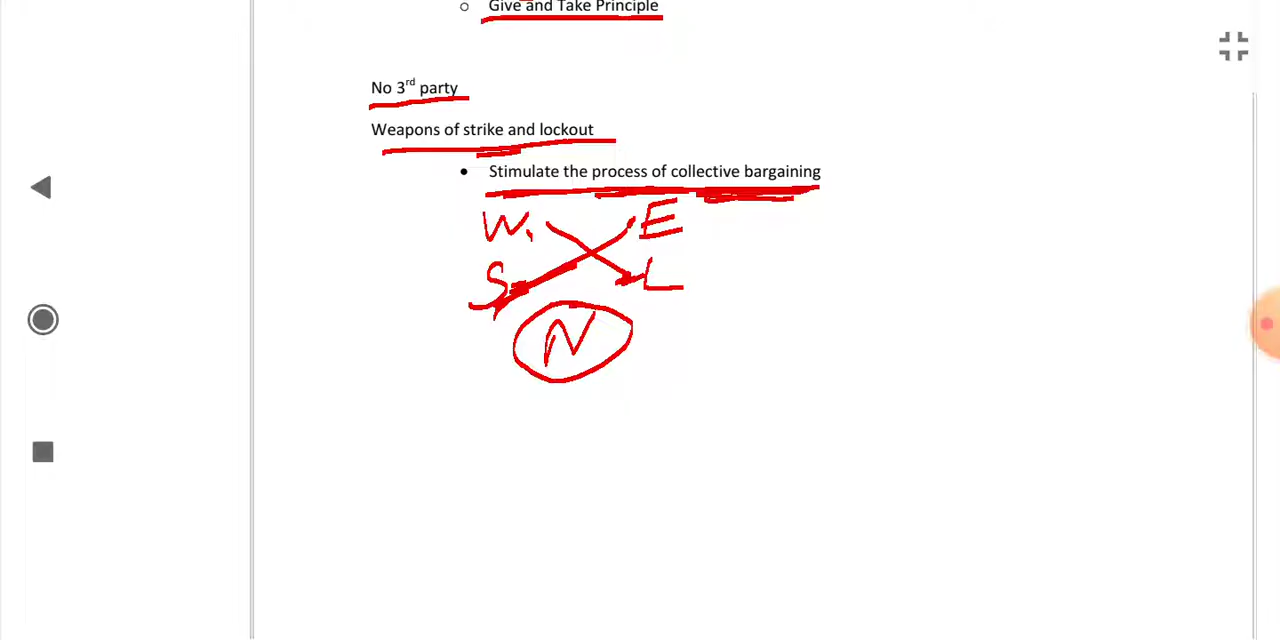 o Give and Take Principle
No 3rd party
Weapons of strike and lockout
• Stimulate the process of collective bargaining
W. E
S L
N